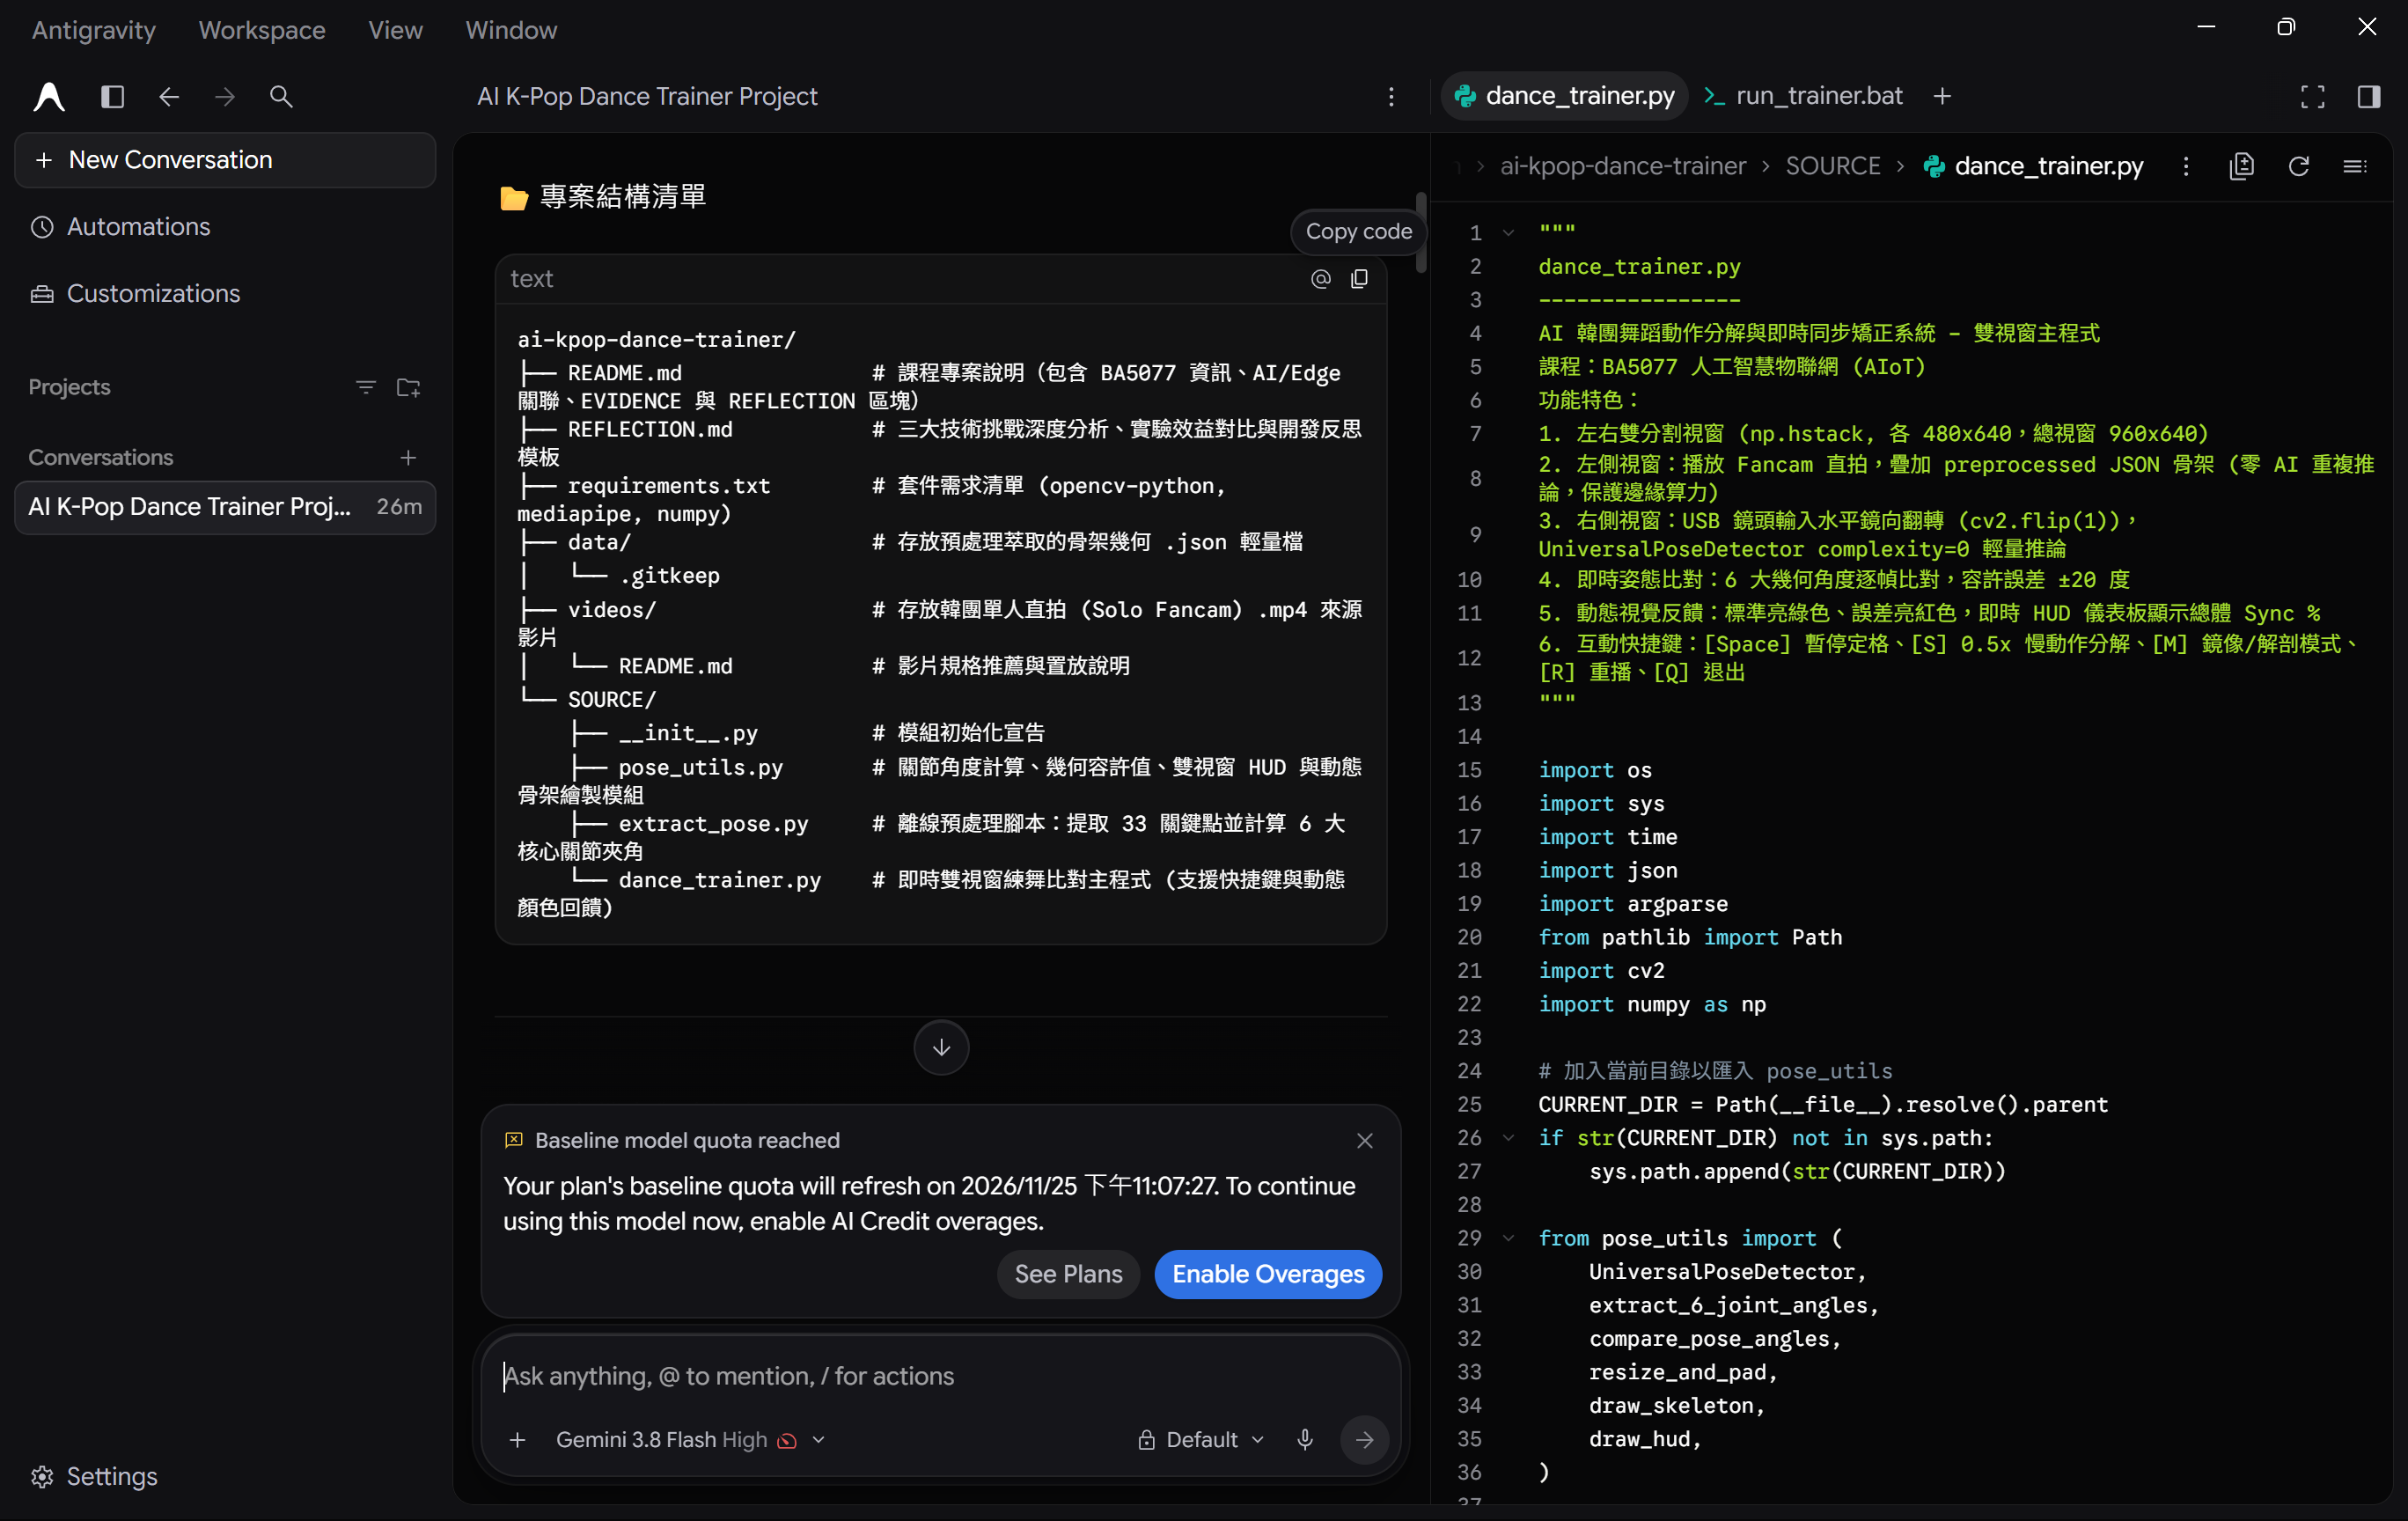 Antigravity Workspace View Window
AI K-Pop Dance Trainer Project
dance_trainer.py run_trainer.bat
New Conversation
Automations
Customizations
Projects
Conversations
AI K-Pop Dance Trainer Proj... 26m
Settings
專案結構清單
Copy code
text
ai-kpop-dance-trainer/
├── README.md # 課程專案說明（包含 BA5077 資訊、AI/Edge
關聯、EVIDENCE 與 REFLECTION 區塊）
├── REFLECTION.md # 三大技術挑戰深度分析、實驗效益對比與開發反思
模板
├── requirements.txt # 套件需求清單 (opencv-python,
mediapipe, numpy)
├── data/ # 存放預處理萃取的骨架幾何 .json 輕量檔
│   └── .gitkeep
├── videos/ # 存放韓團單人直拍 (Solo Fancam) .mp4 來源
影片
│   └── README.md # 影片規格推薦與置放說明
└── SOURCE/
    ├── __init__.py # 模組初始化宣告
    ├── pose_utils.py # 關節角度計算、幾何容許值、雙視窗 HUD 與動態
骨架繪製模組
    ├── extract_pose.py # 離線預處理腳本：提取 33 關鍵點並計算 6 大
核心關節夾角
    └── dance_trainer.py # 即時雙視窗練舞比對主程式 (支援快捷鍵與動態
顏色回饋)
Baseline model quota reached
Your plan's baseline quota will refresh on 2026/11/25 下午11:07:27. To continue
using this model now, enable AI Credit overages.
See Plans Enable Overages
Ask anything, @ to mention, / for actions
Gemini 3.8 Flash High Default
ai-kpop-dance-trainer > SOURCE > dance_trainer.py
1 """
2 dance_trainer.py
3 ----------------
4 AI 韓團舞蹈動作分解與即時同步矯正系統 - 雙視窗主程式
5 課程：BA5077 人工智慧物聯網 (AIoT)
6 功能特色：
7 1. 左右雙分割視窗 (np.hstack, 各 480x640，總視窗 960x640)
8 2. 左側視窗：播放 Fancam 直拍，疊加 preprocessed JSON 骨架 (零 AI 重複推
論，保護邊緣算力)
9 3. 右側視窗：USB 鏡頭輸入水平鏡向翻轉 (cv2.flip(1))，
UniversalPoseDetector complexity=0 輕量推論
10 4. 即時姿態比對：6 大幾何角度逐幀比對，容許誤差 ±20 度
11 5. 動態視覺反饋：標準亮綠色、誤差亮紅色，即時 HUD 儀表板顯示總體 Sync %
12 6. 互動快捷鍵：[Space] 暫停定格、[S] 0.5x 慢動作分解、[M] 鏡像/解剖模式、
[R] 重播、[Q] 退出
13 """
14
15 import os
16 import sys
17 import time
18 import json
19 import argparse
20 from pathlib import Path
21 import cv2
22 import numpy as np
23
24 # 加入當前目錄以匯入 pose_utils
25 CURRENT_DIR = Path(__file__).resolve().parent
26 if str(CURRENT_DIR) not in sys.path:
27     sys.path.append(str(CURRENT_DIR))
28
29 from pose_utils import (
30     UniversalPoseDetector,
31     extract_6_joint_angles,
32     compare_pose_angles,
33     resize_and_pad,
34     draw_skeleton,
35     draw_hud,
36 )
37